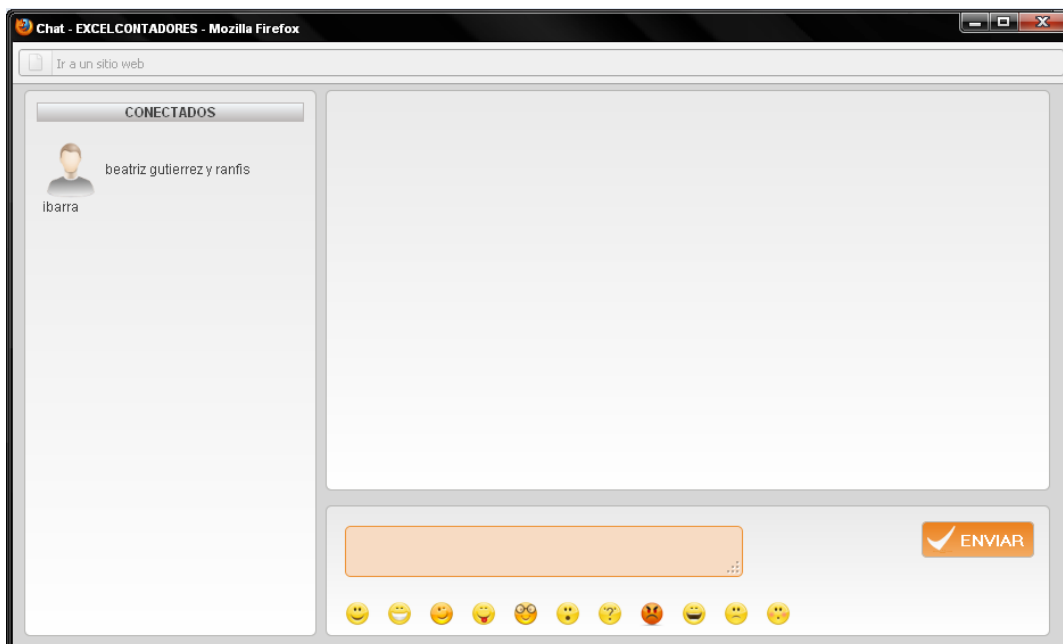 Chat - EXCELCONTADORES - Mozilla Firefox
Ir a un sitio web
CONECTADOS
beatriz gutierrez y ranfis
ibarra
ENVIAR